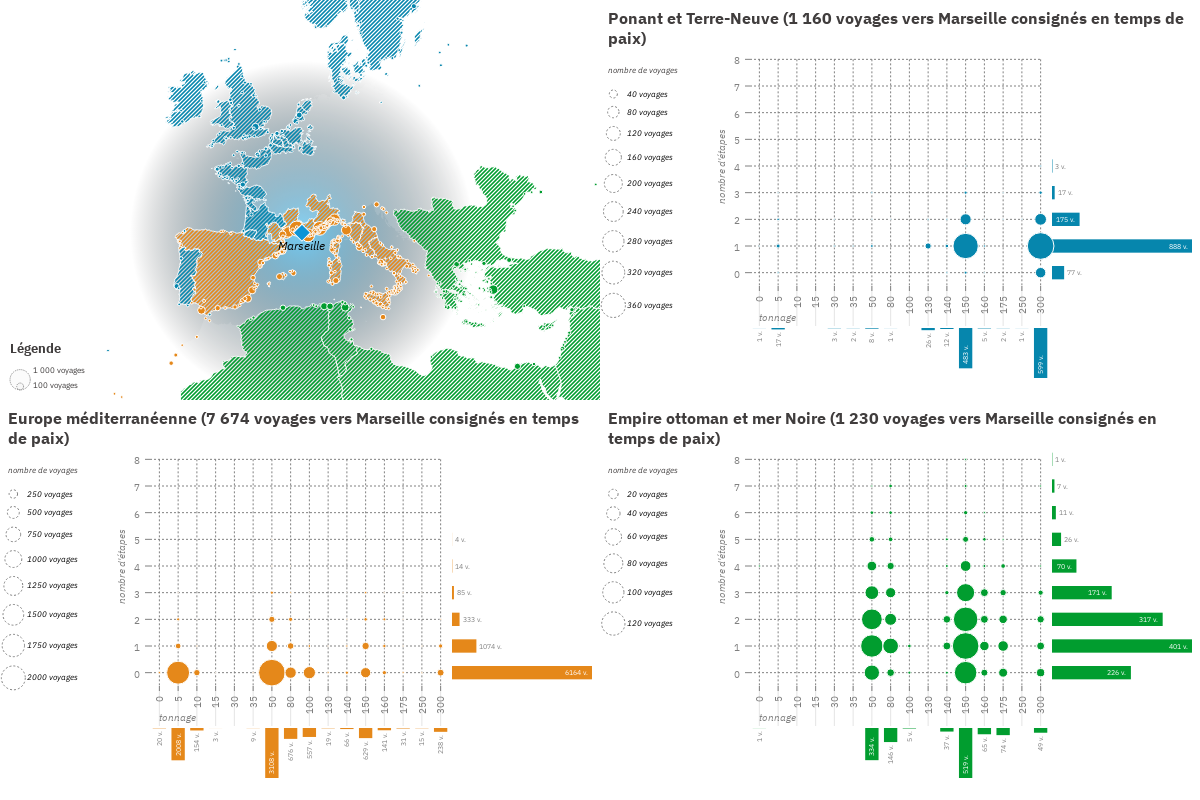 Marseille
Légende
1 000 voyages
100 voyages
Ponant et Terre-Neuve (1 160 voyages vers Marseille consignés en temps de
paix)
nombre de voyages
40 voyages
80 voyages
120 voyages
160 voyages
200 voyages
240 voyages
280 voyages
320 voyages
360 voyages
nombre d'étapes
8
7
6
5
4
3
2
1
0
3 v.
17 v.
175 v.
888 v.
77 v.
0 5 10 15 30 35 50 80 100 130 140 150 160 175 250 300
tonnage
1 v. 17 v. 3 v. 2 v. 8 v. 1 v. 26 v. 12 v. 483 v. 5 v. 2 v. 1 v. 599 v.
Europe méditerranéenne (7 674 voyages vers Marseille consignés en temps
de paix)
nombre de voyages
250 voyages
500 voyages
750 voyages
1000 voyages
1250 voyages
1500 voyages
1750 voyages
2000 voyages
nombre d'étapes
8
7
6
5
4
3
2
1
0
4 v.
14 v.
85 v.
333 v.
1074 v.
6164 v.
0 5 10 15 30 35 50 80 100 130 140 150 160 175 250 300
tonnage
20 v. 2008 v. 154 v. 3 v. 9 v. 3108 v. 676 v. 557 v. 19 v. 66 v. 629 v. 141 v. 31 v. 15 v. 238 v.
Empire ottoman et mer Noire (1 230 voyages vers Marseille consignés en
temps de paix)
nombre de voyages
20 voyages
40 voyages
60 voyages
80 voyages
100 voyages
120 voyages
nombre d'étapes
8
7
6
5
4
3
2
1
0
1 v.
7 v.
11 v.
26 v.
70 v.
171 v.
317 v.
401 v.
226 v.
0 5 10 15 30 35 50 80 100 130 140 150 160 175 250 300
tonnage
1 v. 334 v. 146 v. 5 v. 37 v. 519 v. 65 v. 74 v. 49 v.